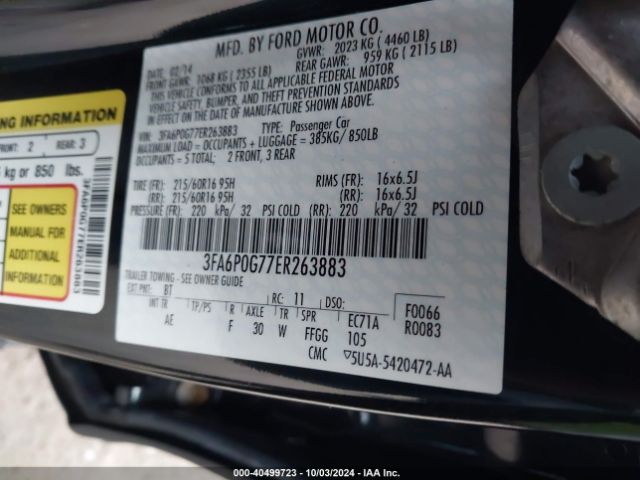 MFD. BY FORD MOTOR CO.
DATE: 02/14 GVWR: 2023 KG ( 4460 LB)
FRONT GAWR: 1068 KG ( 2355 LB) REAR GAWR: 959 KG ( 2115 LB)
THIS VEHICLE CONFORMS TO ALL APPLICABLE FEDERAL MOTOR
VEHICLE SAFETY, BUMPER, AND THEFT PREVENTION STANDARDS
IN EFFECT ON THE DATE OF MANUFACTURE SHOWN ABOVE.
VIN: 3FA6P0G77ER263883 TYPE: Passenger Car
MAXIMUM LOAD = OCCUPANTS + LUGGAGE = 385KG/ 850LB
OCCUPANTS = 5 TOTAL; 2 FRONT, 3 REAR
TIRE (FR): 215/60R16 95H RIMS (FR): 16x6.5J
(RR): 215/60R16 95H (RR): 16x6.5J
PRESSURE (FR): 220 kPa/ 32 PSI COLD (RR): 220 kPa/ 32 PSI COLD
3FA6P0G77ER263883
TRAILER TOWING - SEE OWNER GUIDE
EXT PNT: BT RC: 11 DSO: F0066
INT TR TP/PS R AXLE TR SPR EC71A R0083
AE F 30 W FFGG 105
CMC ▽5U5A-5420472-AA
NG INFORMATION
FRONT: 2 REAR: 3
kg or 850 lbs.
SEE OWNERS
MANUAL FOR
ADDITIONAL
INFORMATION
3FA6P0G77ER263883
000-40499723 - 10/03/2024 - IAA Inc.